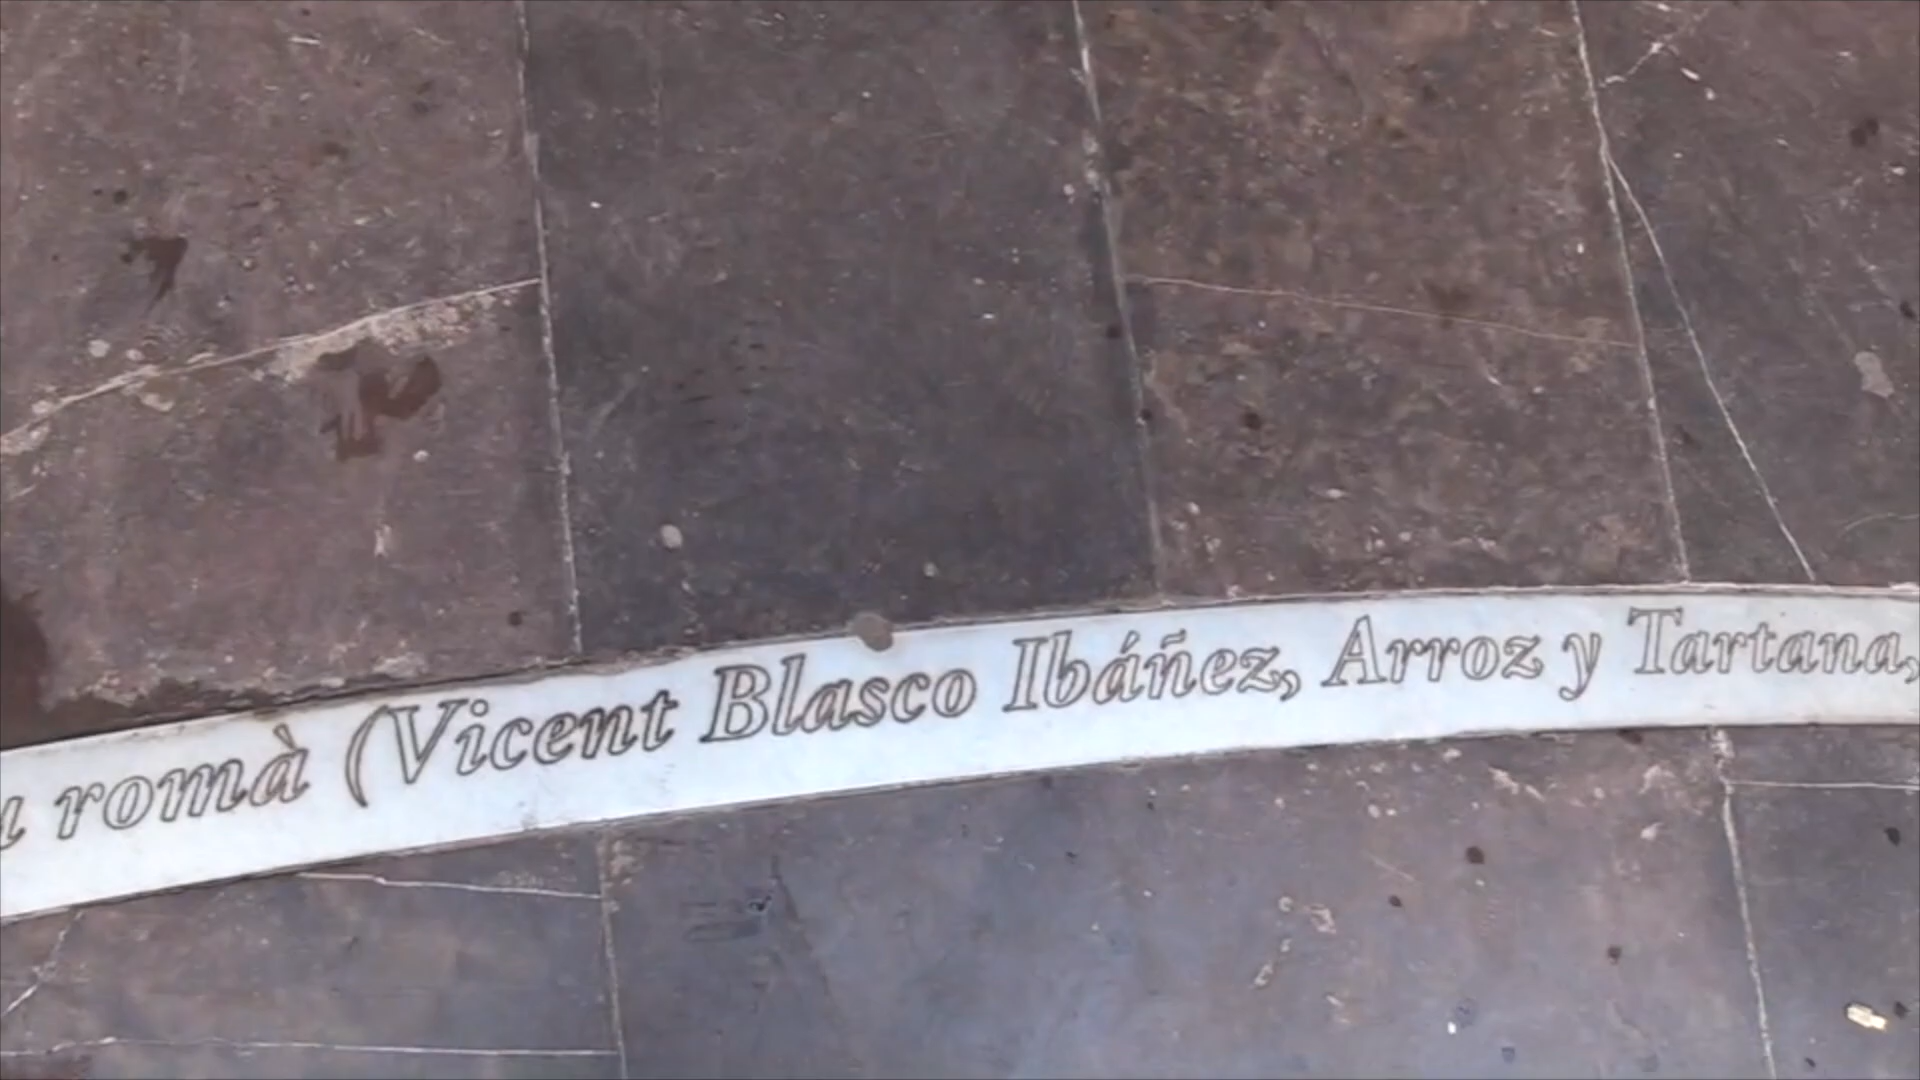 romà (Vicent Blasco Ibáñez, Arroz y Tartana,